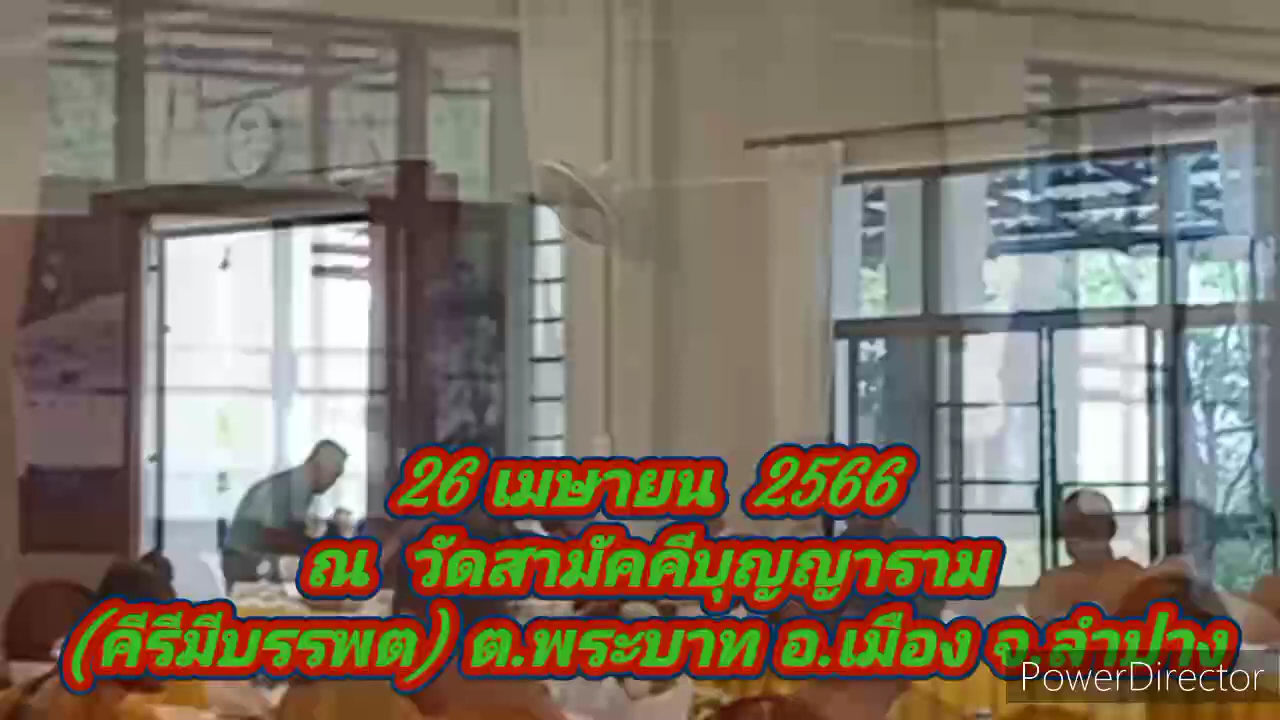 26 เมษายน 2566
ณ วัดสามัคคีบุญญาราม
(คีรีมีบรรพต) ต.พระบาท อ.เมือง จ.ลำปาง
PowerDirector